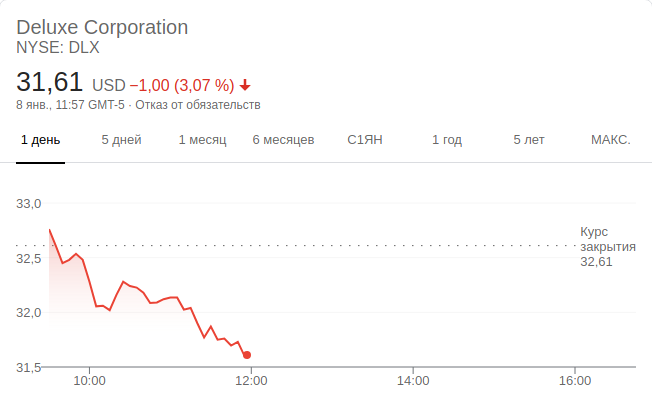 Deluxe Corporation
NYSE: DLX
31,61 USD −1,00 (3,07 %)
8 янв., 11:57 GMT-5 · Отказ от обязательств
1 день 5 дней 1 месяц 6 месяцев С1ЯН 1 год 5 лет МАКС.
33,0
Курс
закрытия
32,61
32,5
32,0
31,5
10:00 12:00 14:00 16:00